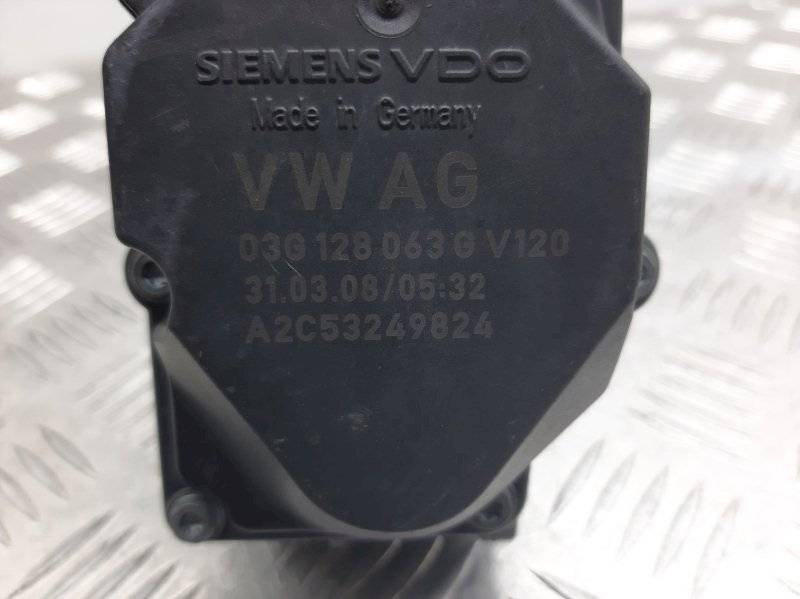 SIEMENS VDO
Made in Germany
VW AG
03G 128 063 G V120
31.03.08/05:32
A2C53249824